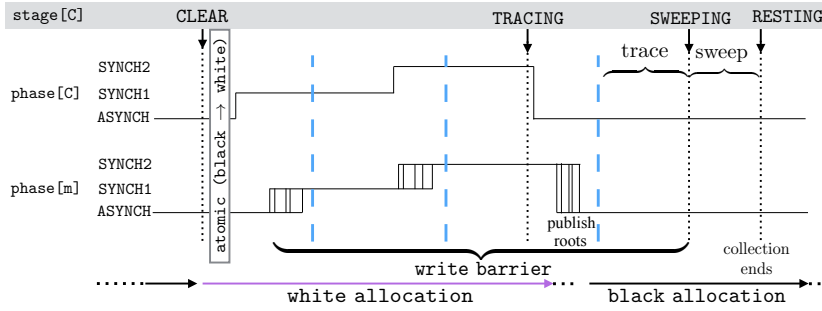 stage[C] CLEAR TRACING SWEEPING RESTING
atomic (black → white)
trace sweep
SYNCH2
phase[C] SYNCH1
ASYNCH
SYNCH2
phase[m] SYNCH1
ASYNCH
publish
roots
write barrier
collection
ends
white allocation
black allocation